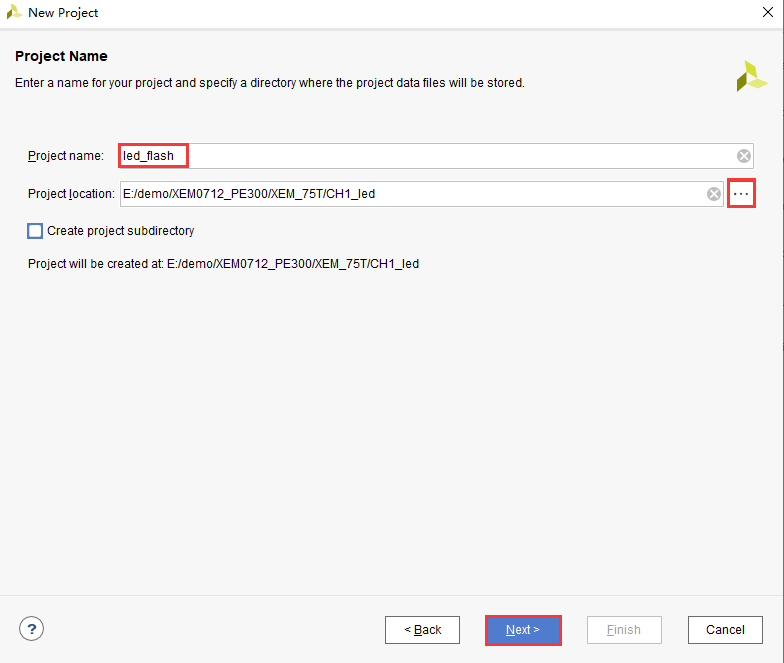 New Project
Project Name
Enter a name for your project and specify a directory where the project data files will be stored.
Project name: led_flash
Project location: E:/demo/XEM0712_PE300/XEM_75T/CH1_led ...
Create project subdirectory
Project will be created at: E:/demo/XEM0712_PE300/XEM_75T/CH1_led
? < Back Next > Finish Cancel